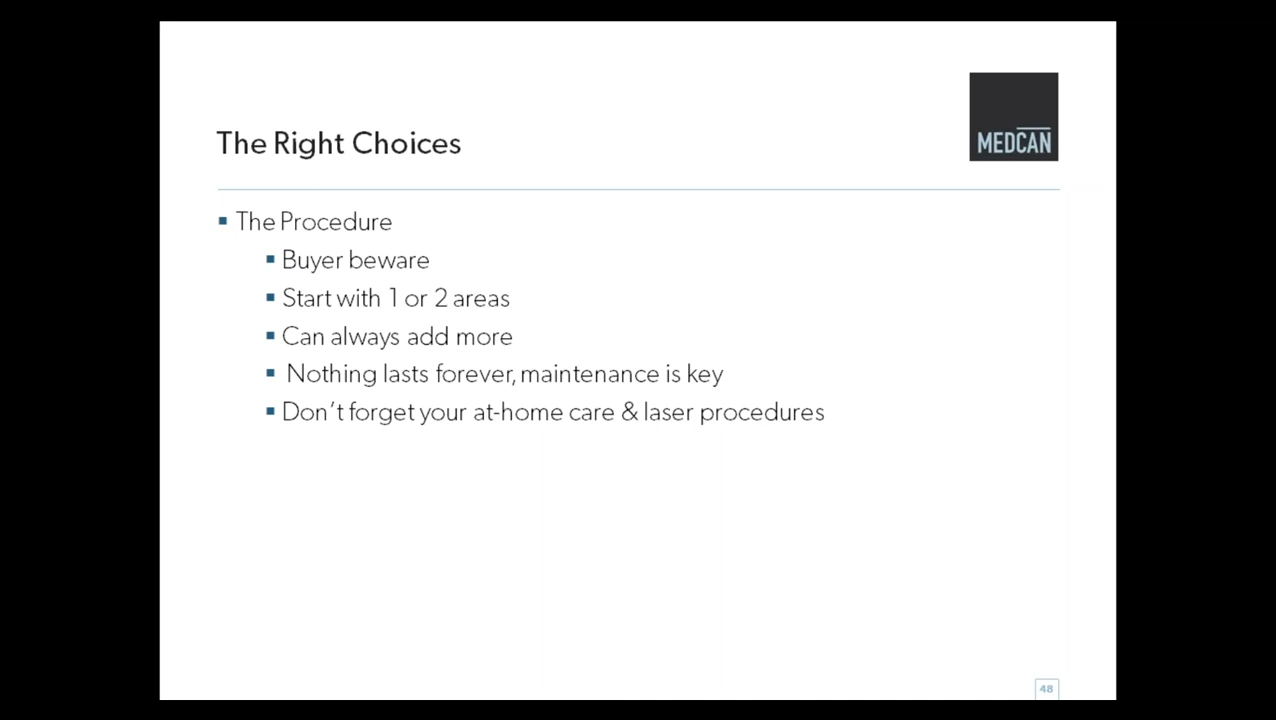 MEDCAN
The Right Choices
The Procedure
Buyer beware
Start with 1 or 2 areas
Can always add more
Nothing lasts forever, maintenance is key
Don't forget your at-home care & laser procedures
48